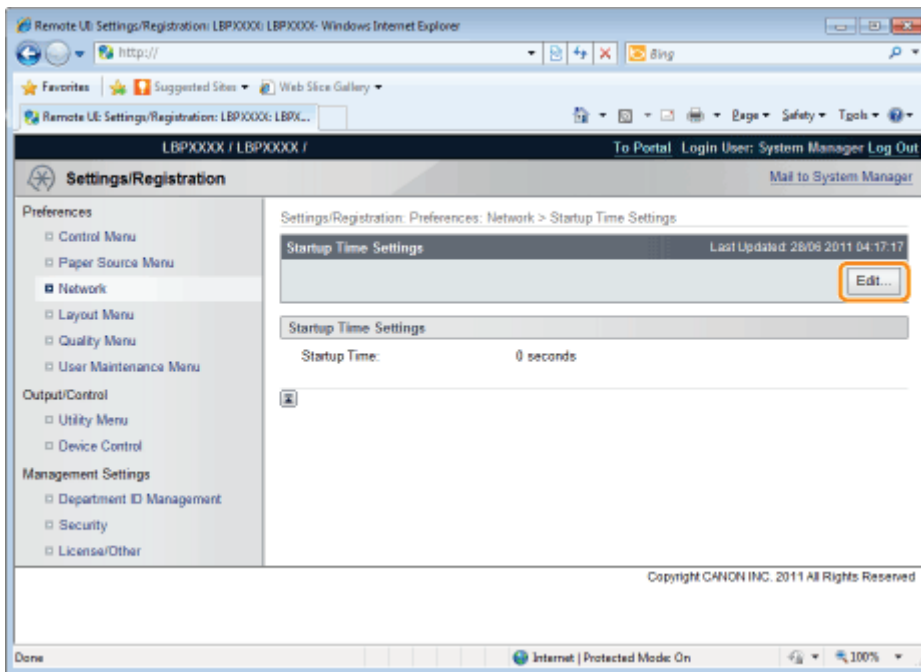 Remote UI: Settings/Registration: LBPXXXX: LBPXXXX- Windows Internet Explorer
http://
Bing
Favorites Suggested Sites Web Slice Gallery
Remote UI: Settings/Registration: LBPXXXX: LBPX... Page Safety Tools
LBPXXXX / LBPXXXX / To Portal Login User: System Manager Log Out
Settings/Registration Mail to System Manager
Preferences
Control Menu
Paper Source Menu
Network
Layout Menu
Quality Menu
User Maintenance Menu
Output/Control
Utility Menu
Device Control
Management Settings
Department ID Management
Security
License/Other
Settings/Registration: Preferences: Network > Startup Time Settings
Startup Time Settings Last Updated: 28/06 2011 04:17:17
Edit...
Startup Time Settings
Startup Time: 0 seconds
Copyright CANON INC. 2011 All Rights Reserved
Done Internet | Protected Mode: On 100%